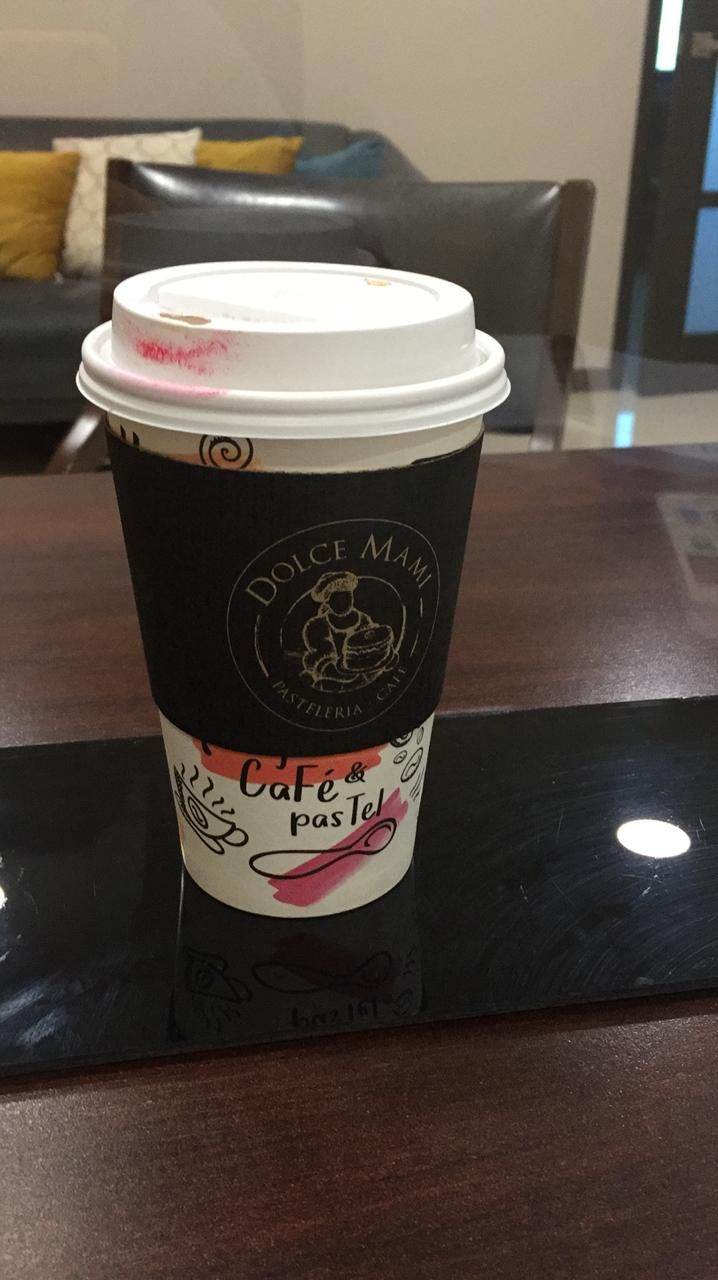 DOLCE MAMI
PASTELERIA CAFE
CaFé &
pasTel